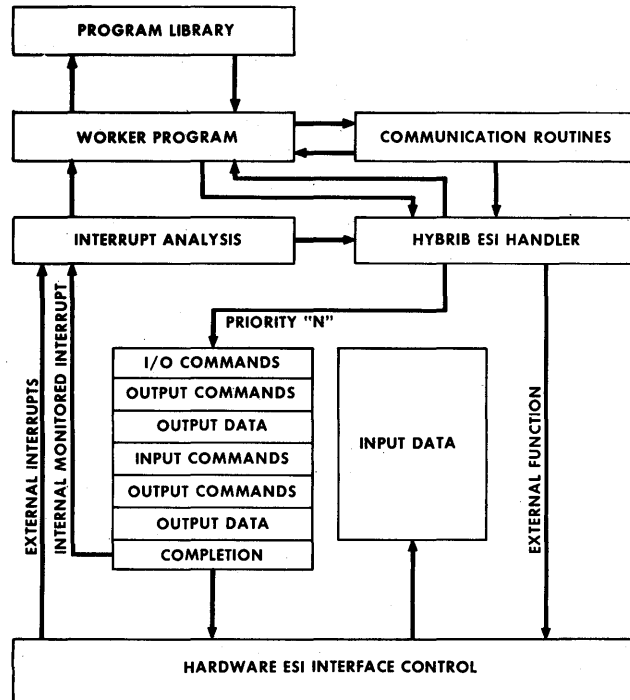 PROGRAM LIBRARY
WORKER PROGRAM
COMMUNICATION ROUTINES
INTERRUPT ANALYSIS
HYBRIB ESI HANDLER
PRIORITY "N"
EXTERNAL INTERRUPTS
INTERNAL MONITORED INTERRUPT
I/O COMMANDS
OUTPUT COMMANDS
OUTPUT DATA
INPUT COMMANDS
OUTPUT COMMANDS
OUTPUT DATA
COMPLETION
INPUT DATA
EXTERNAL FUNCTION
HARDWARE ESI INTERFACE CONTROL